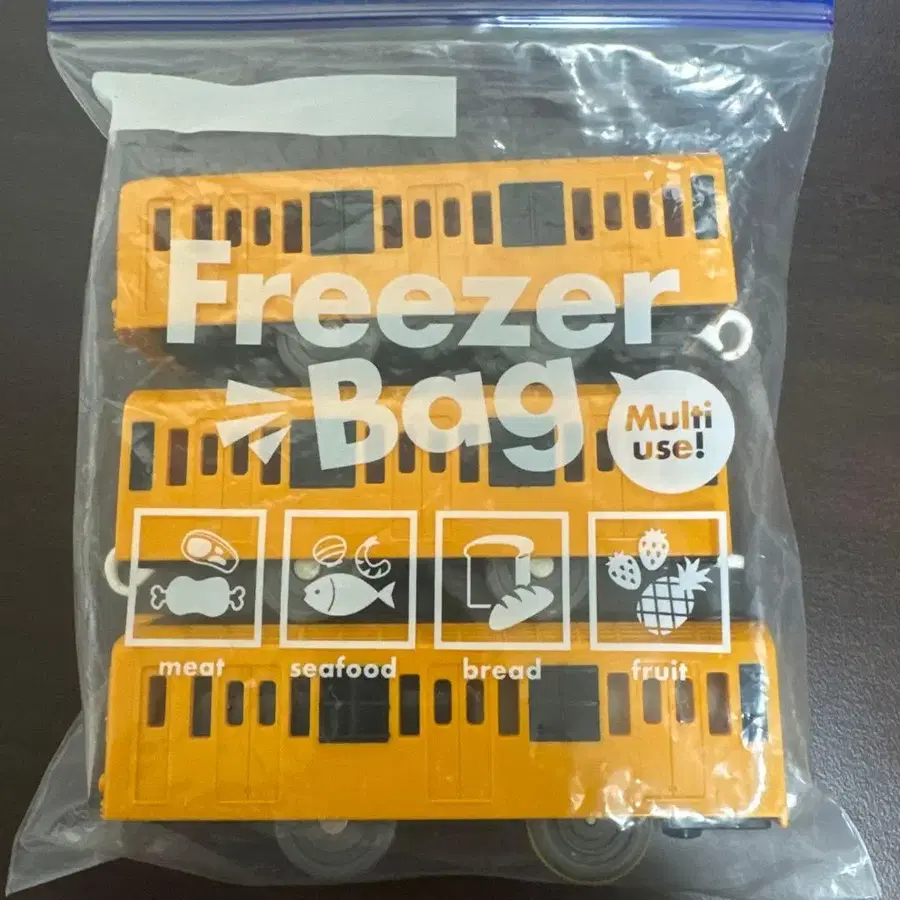 Freezer
Bag
Multi
use!
meat
seafood
bread
fruit